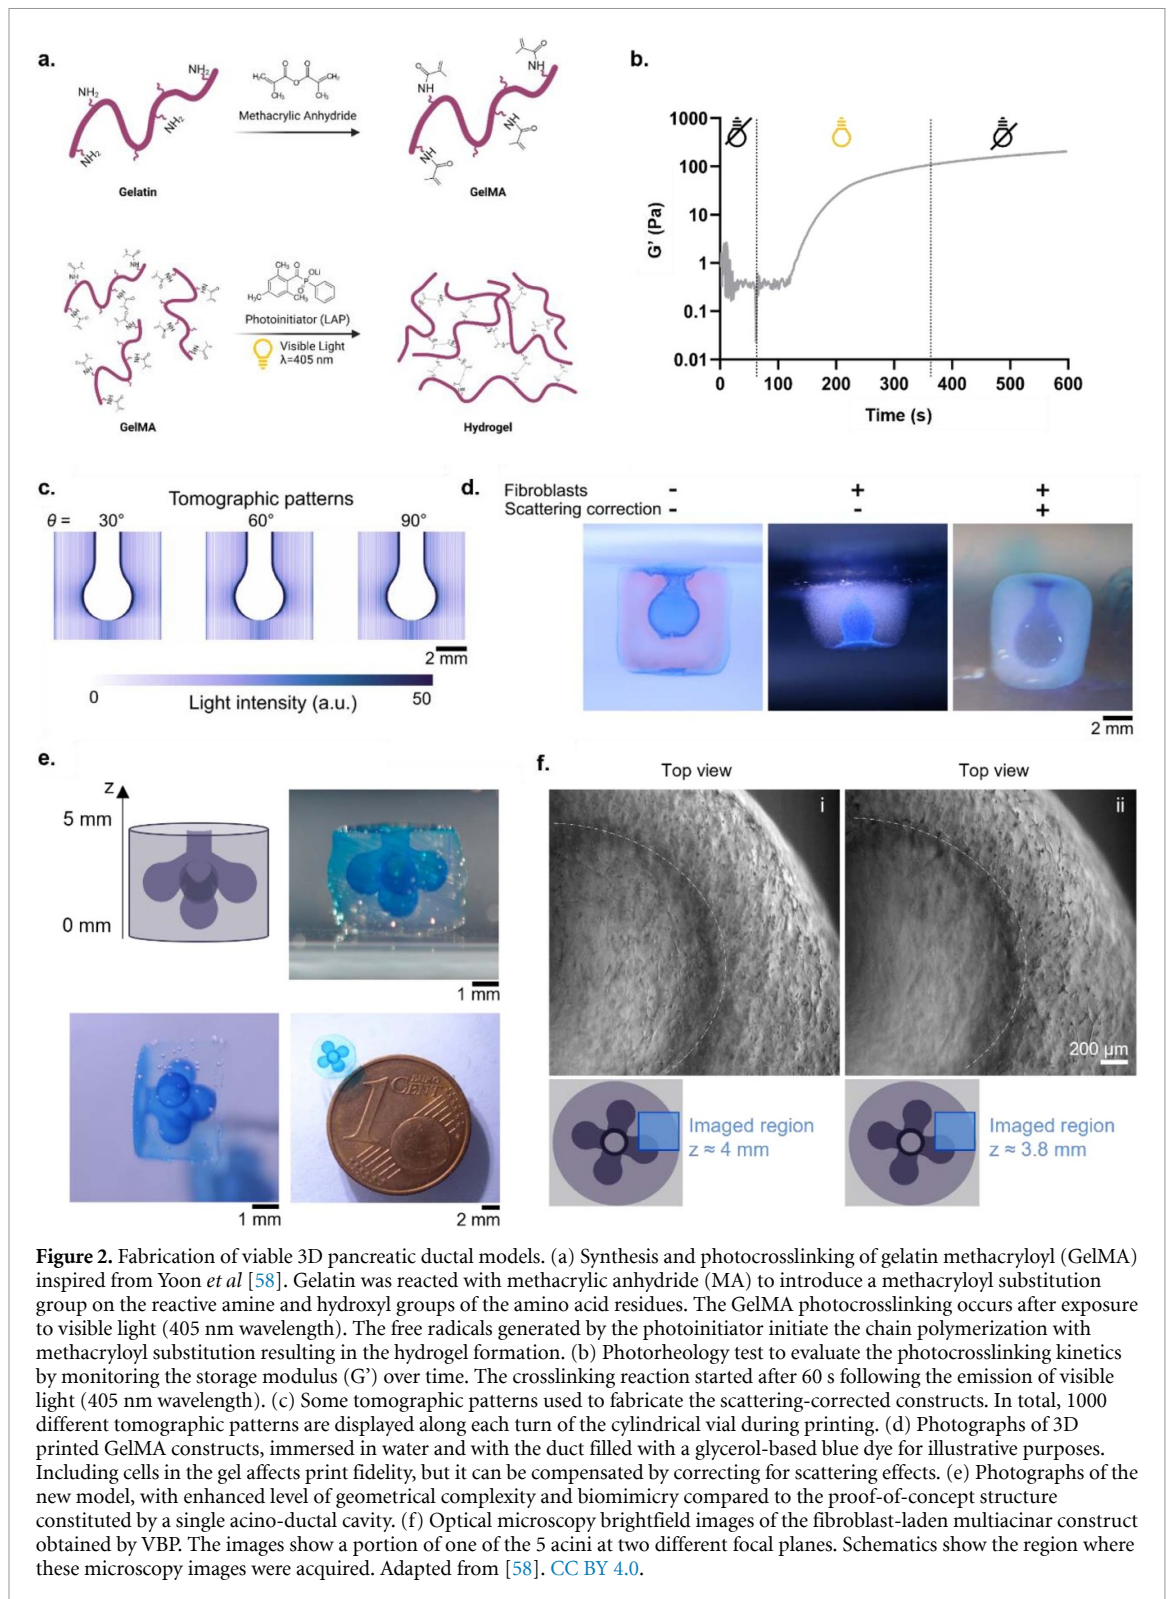 a.
NH₂
NH₂
NH₂
NH₂
CH₃
CH₃
Methacrylic Anhydride
Gelatin
NH
NH
NH
NH
GelMA
CH₃
H₃C
CH₃
OLi
Photoinitiator (LAP)
Visible Light
λ=405 nm
GelMA
Hydrogel
b.
G' (Pa)
1000
100
10
1
0.1
0.01
0 100 200 300 400 500 600
Time (s)
c.
Tomographic patterns
θ = 30° 60° 90°
2 mm
0 50
Light intensity (a.u.)
d.
Fibroblasts - + +
Scattering correction - - +
2 mm
e.
z
5 mm
0 mm
1 mm
1 mm
1 CENT
2 mm
f.
Top view Top view
i ii
200 µm
Imaged region
z ≈ 4 mm
Imaged region
z ≈ 3.8 mm
Figure 2. Fabrication of viable 3D pancreatic ductal models. (a) Synthesis and photocrosslinking of gelatin methacryloyl (GelMA)
inspired from Yoon et al [58]. Gelatin was reacted with methacrylic anhydride (MA) to introduce a methacryloyl substitution
group on the reactive amine and hydroxyl groups of the amino acid residues. The GelMA photocrosslinking occurs after exposure
to visible light (405 nm wavelength). The free radicals generated by the photoinitiator initiate the chain polymerization with
methacryloyl substitution resulting in the hydrogel formation. (b) Photorheology test to evaluate the photocrosslinking kinetics
by monitoring the storage modulus (G') over time. The crosslinking reaction started after 60 s following the emission of visible
light (405 nm wavelength). (c) Some tomographic patterns used to fabricate the scattering-corrected constructs. In total, 1000
different tomographic patterns are displayed along each turn of the cylindrical vial during printing. (d) Photographs of 3D
printed GelMA constructs, immersed in water and with the duct filled with a glycerol-based blue dye for illustrative purposes.
Including cells in the gel affects print fidelity, but it can be compensated by correcting for scattering effects. (e) Photographs of the
new model, with enhanced level of geometrical complexity and biomimicry compared to the proof-of-concept structure
constituted by a single acino-ductal cavity. (f) Optical microscopy brightfield images of the fibroblast-laden multiacinar construct
obtained by VBP. The images show a portion of one of the 5 acini at two different focal planes. Schematics show the region where
these microscopy images were acquired. Adapted from [58]. CC BY 4.0.